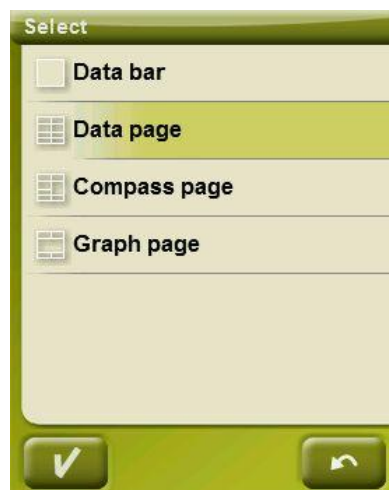 Select
Data bar
Data page
Compass page
Graph page